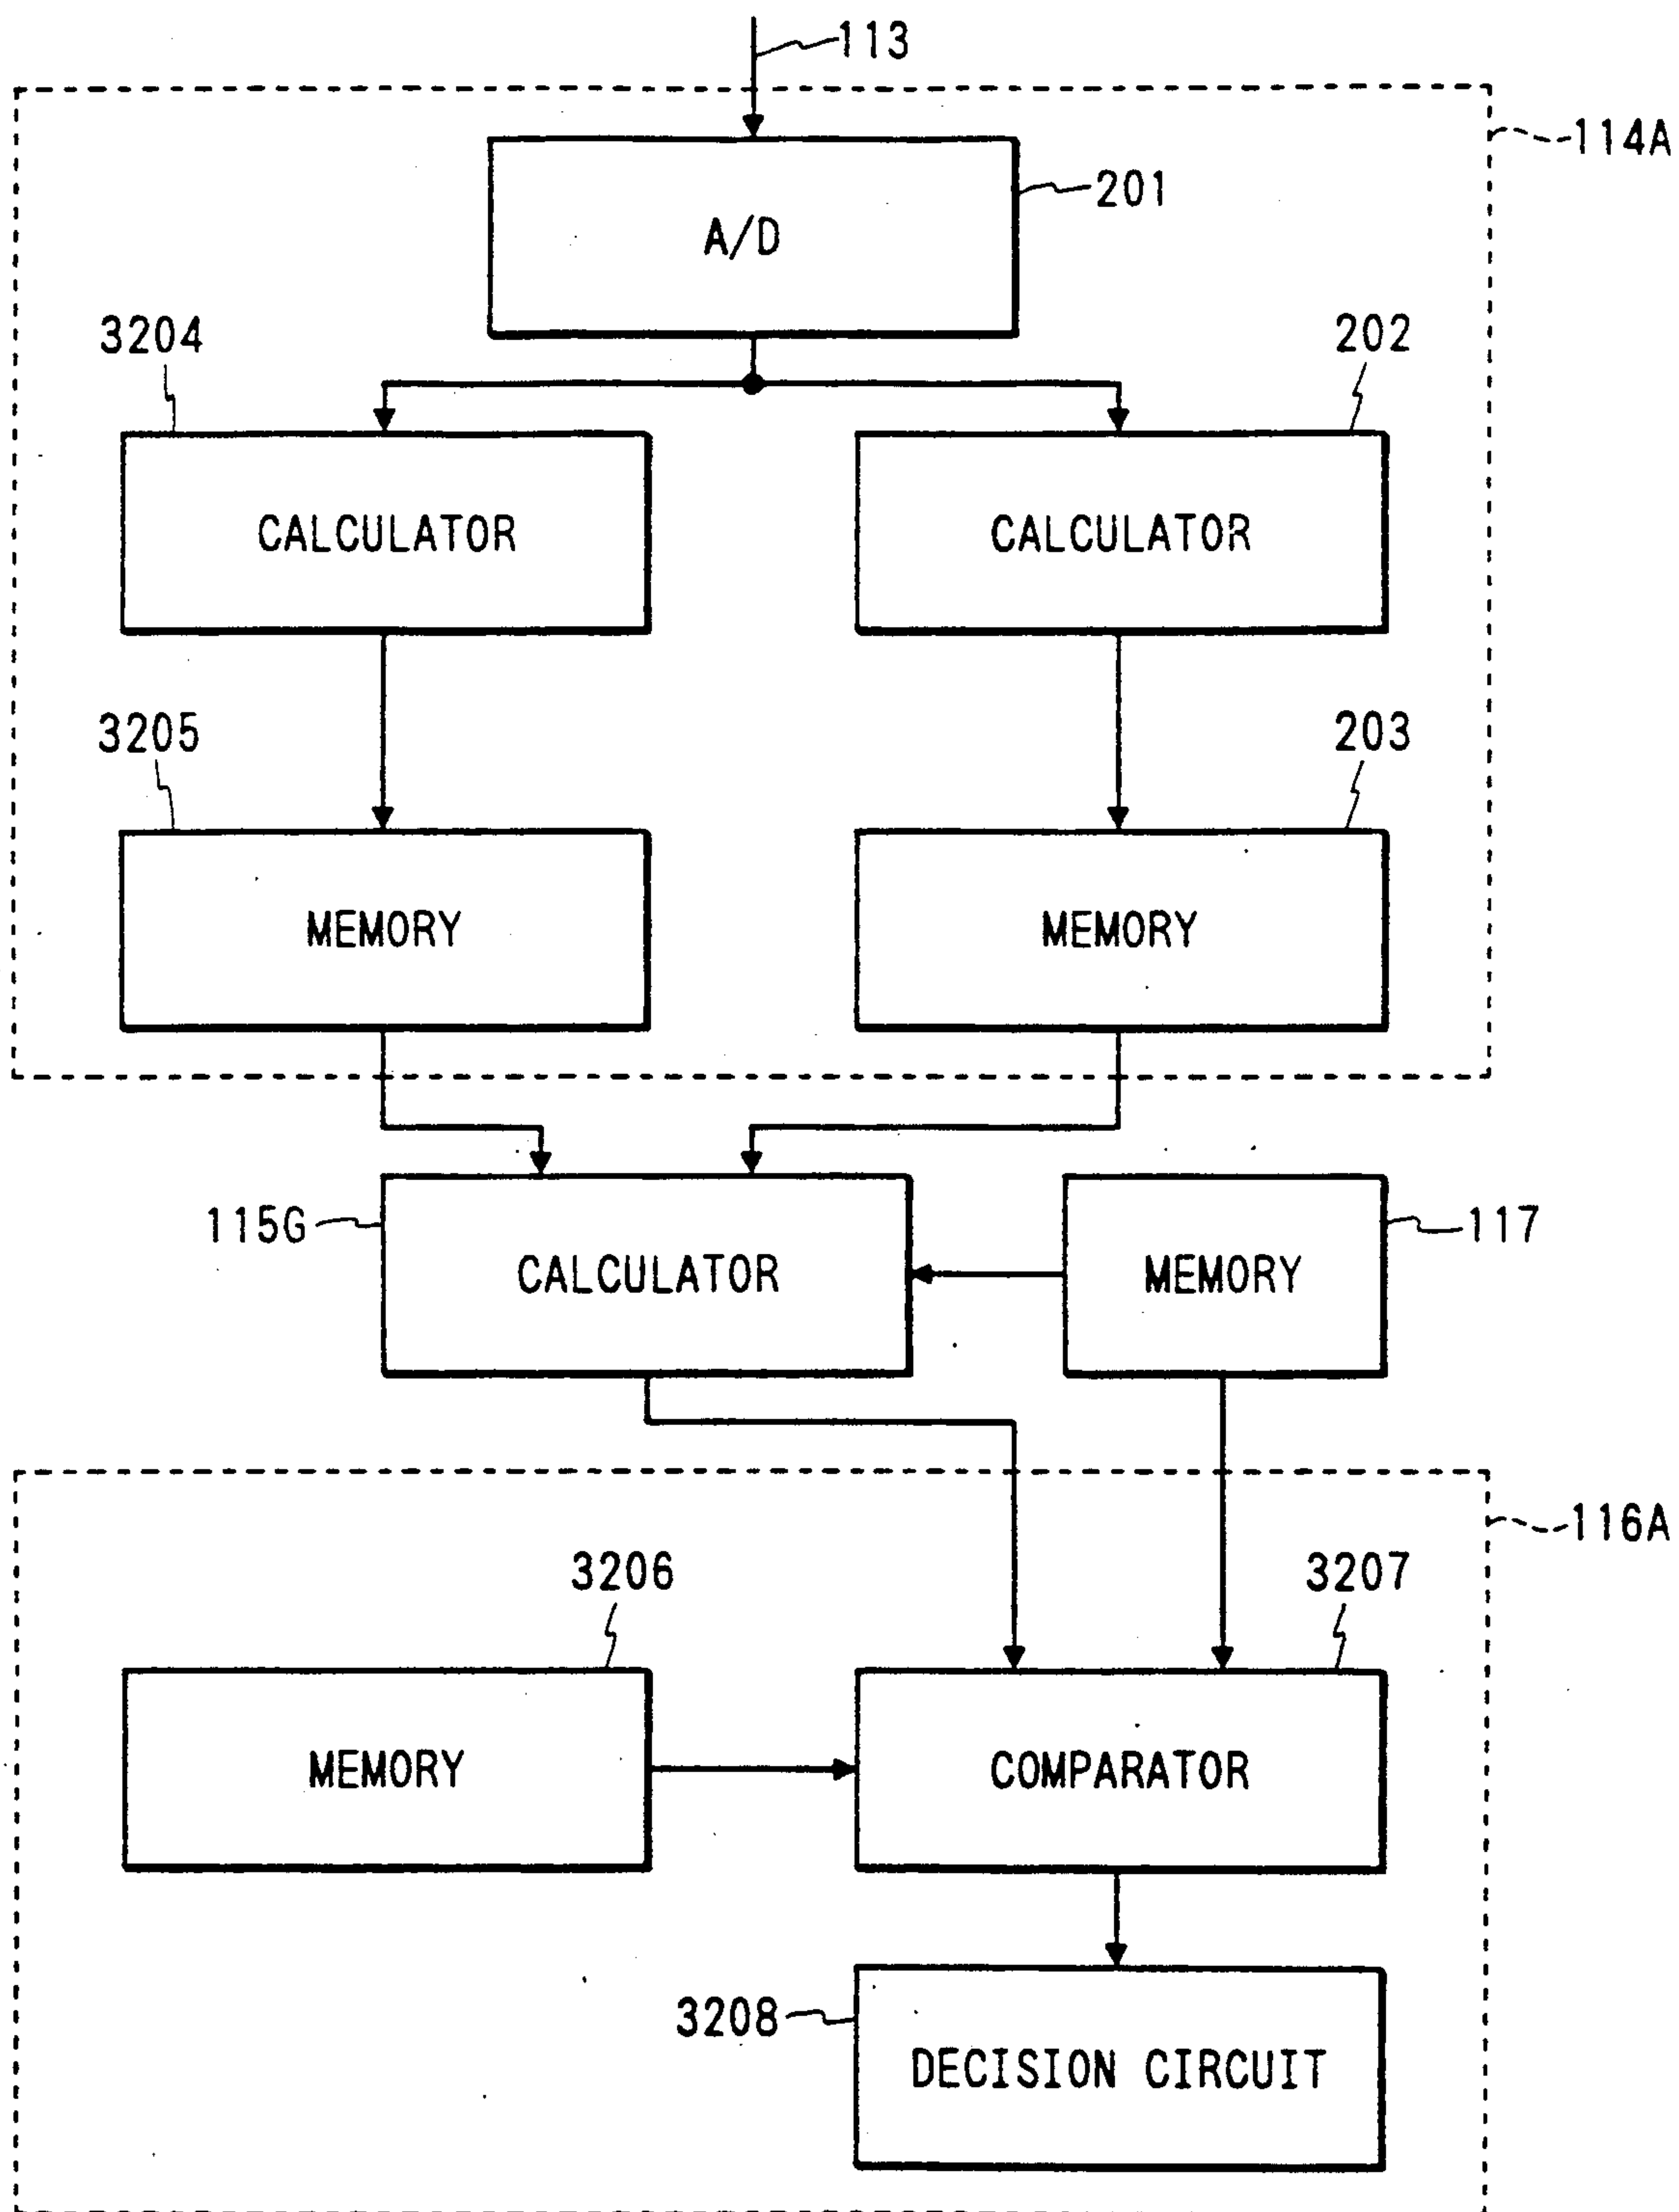 113
114A
201
A/D
3204
202
CALCULATOR
CALCULATOR
3205
203
MEMORY
MEMORY
115G
117
CALCULATOR
MEMORY
116A
3206
3207
MEMORY
COMPARATOR
3208
DECISION CIRCUIT